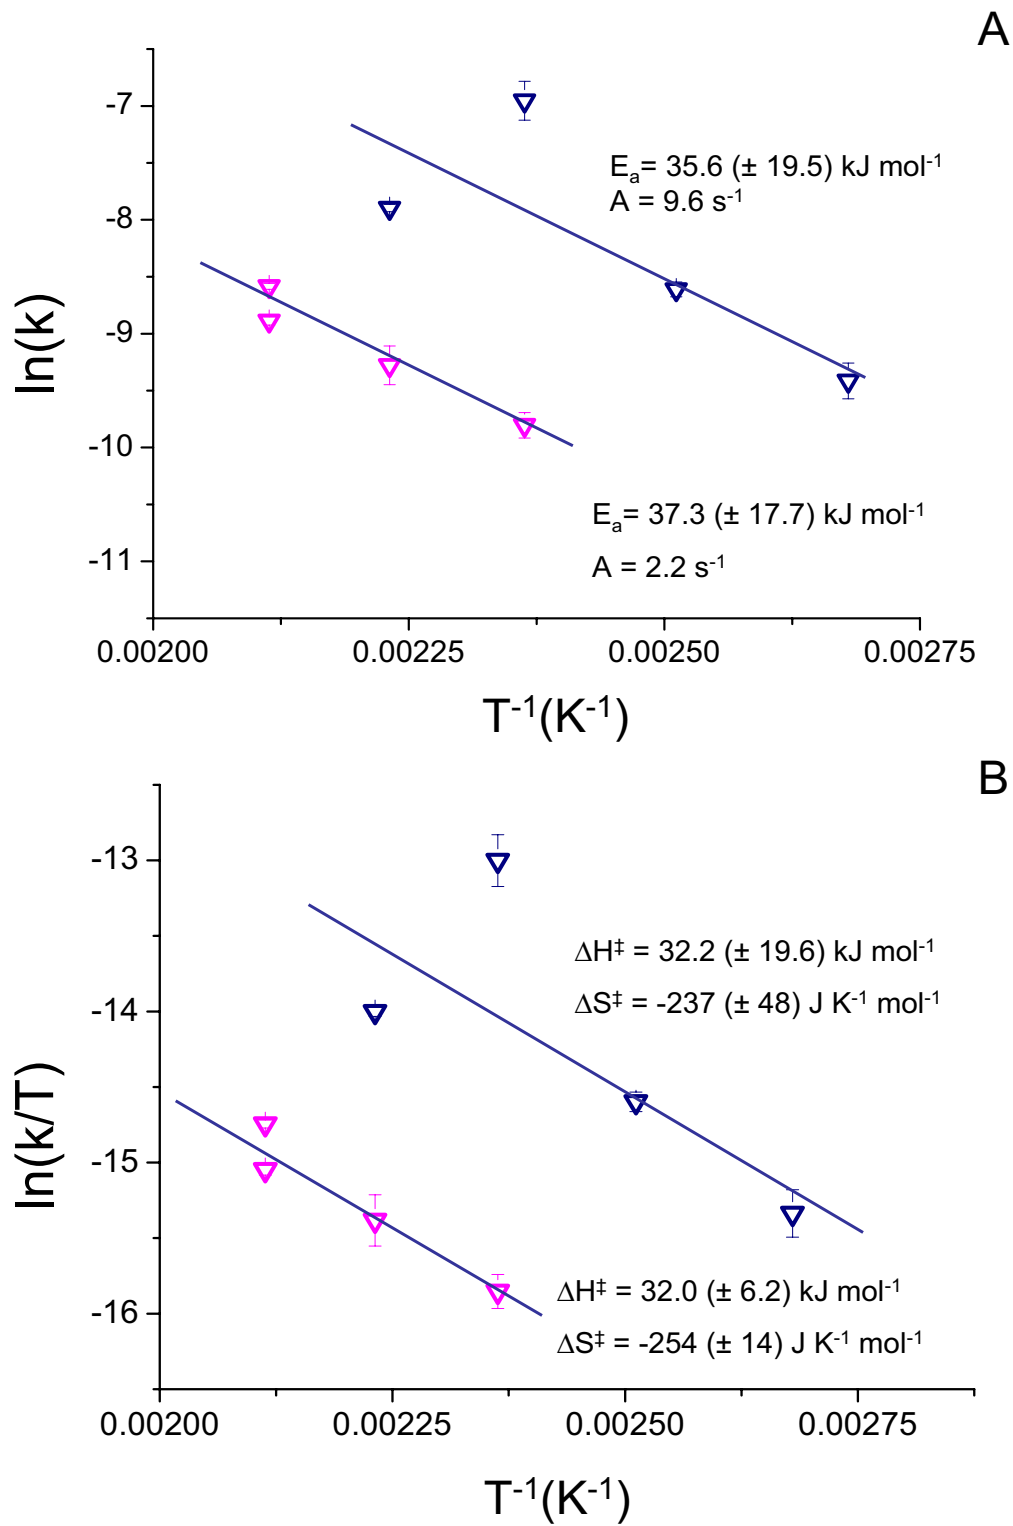 A
-7
-8
-9
-10
-11
ln(k)
Eₐ= 35.6 (± 19.5) kJ mol⁻¹
A = 9.6 s⁻¹
Eₐ= 37.3 (± 17.7) kJ mol⁻¹
A = 2.2 s⁻¹
0.00200 0.00225 0.00250 0.00275
T⁻¹(K⁻¹)
B
-13
-14
-15
-16
ln(k/T)
ΔH‡ = 32.2 (± 19.6) kJ mol⁻¹
ΔS‡ = -237 (± 48) J K⁻¹ mol⁻¹
ΔH‡ = 32.0 (± 6.2) kJ mol⁻¹
ΔS‡ = -254 (± 14) J K⁻¹ mol⁻¹
0.00200 0.00225 0.00250 0.00275
T⁻¹(K⁻¹)